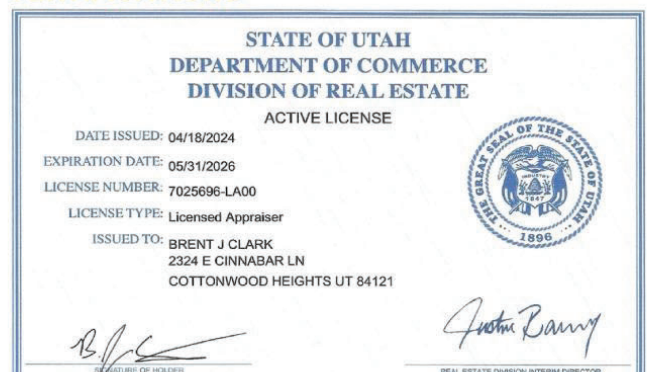 STATE OF UTAH
DEPARTMENT OF COMMERCE
DIVISION OF REAL ESTATE
ACTIVE LICENSE
DATE ISSUED: 04/18/2024
EXPIRATION DATE: 05/31/2026
LICENSE NUMBER: 7025696-LA00
LICENSE TYPE: Licensed Appraiser
ISSUED TO: BRENT J CLARK
2324 E CINNABAR LN
COTTONWOOD HEIGHTS UT 84121
THE GREAT SEAL OF THE STATE OF UTAH
INDUSTRY
1847
1896
SIGNATURE OF HOLDER
REAL ESTATE DIVISION INTERIM DIRECTOR